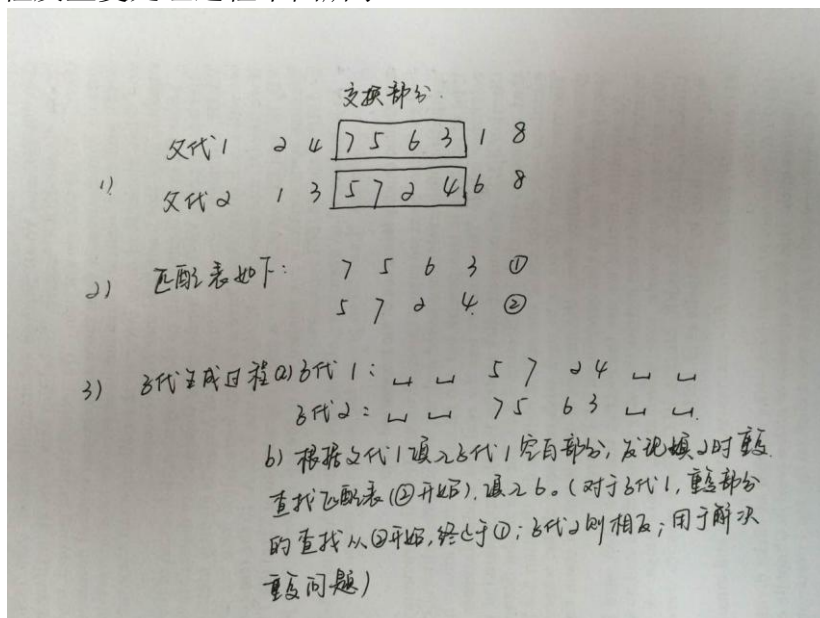 交换部分.
父代1 2 4 7 5 6 3 1 8
1)
父代2 1 3 5 7 2 4 6 8
2) 匹配表如下: 7 5 6 3 ①
5 7 2 4. ②
3) 子代生成过程a)子代1: ⎵ ⎵ 5 7 2 4 ⎵ ⎵
子代2: ⎵ ⎵ 7 5 6 3 ⎵ ⎵.
b) 根据父代1填入子代1空白部分, 发现填2时重复.
查找匹配表(②开始), 填入6。(对于子代1, 重复部分
的查找从②开始, 终止于①; 子代2则相反; 用于解决
重复问题)